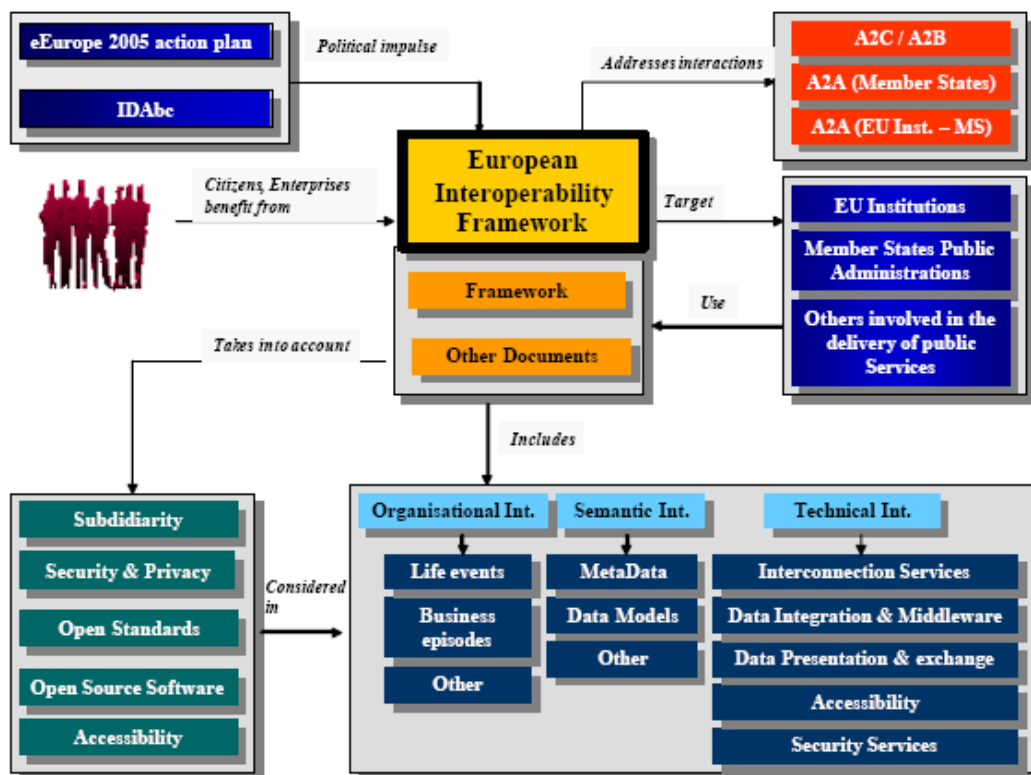 eEurope 2005 action plan
IDAbc
Political impulse
Addresses interactions
A2C / A2B
A2A (Member States)
A2A (EU Inst. – MS)
European
Interoperability
Framework
Citizens, Enterprises
benefit from
Target
EU Institutions
Member States Public
Administrations
Others involved in the
delivery of public
Services
Use
Framework
Other Documents
Takes into account
Includes
Subdidiarity
Security & Privacy
Open Standards
Open Source Software
Accessibility
Considered
in
Organisational Int.
Life events
Business
episodes
Other
Semantic Int.
MetaData
Data Models
Other
Technical Int.
Interconnection Services
Data Integration & Middleware
Data Presentation & exchange
Accessibility
Security Services